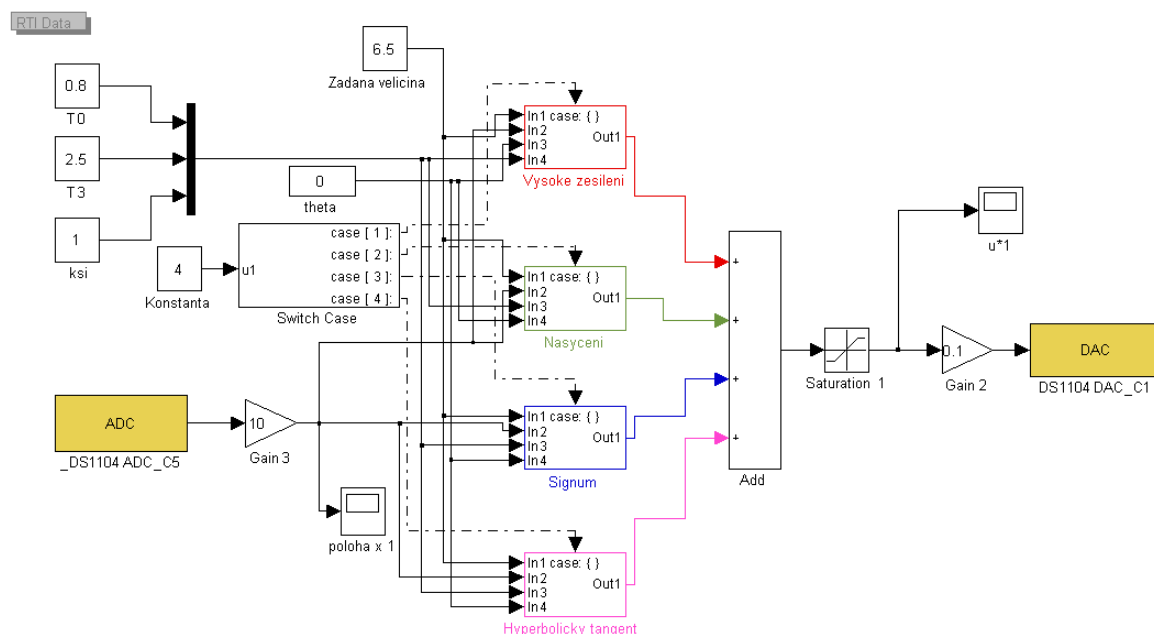 RTI Data
6.5
Zadana velicina
0.8
T0
2.5
T3
1
ksi
0
theta
4
Konstanta
u1
case [ 1 ]:
case [ 2 ]:
case [ 3 ]:
case [ 4 ]:
Switch Case
In1 case: { }
In2
In3
In4
Out1
Vysoke zesileni
In1 case: { }
In2
In3
In4
Out1
Nasyceni
In1 case: { }
In2
In3
In4
Out1
Signum
In1 case: { }
In2
In3
In4
Out1
Hyperbolicky tangent
ADC
_DS1104 ADC_C5
10
Gain 3
poloha x 1
+
+
+
+
Add
Saturation 1
u*1
0.1
Gain 2
DAC
DS1104 DAC_C1